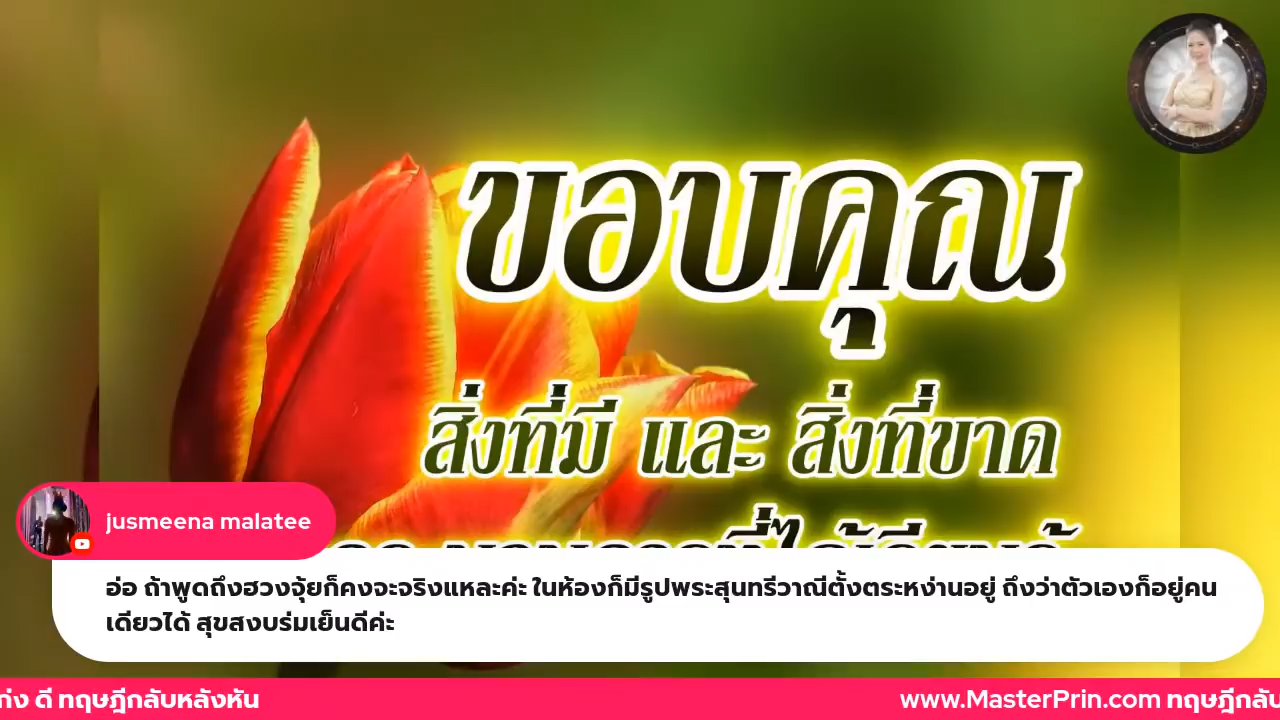 ขอบคุณ
สิ่งที่มี และ สิ่งที่ขาด
jusmeena malatee
อ่อ ถ้าพูดถึงฮวงจุ้ยก็คงจะจริงแหละค่ะ ในห้องก็มีรูปพระสุนทรีวาณีตั้งตระหง่านอยู่ ถึงว่าตัวเองก็อยู่คน
เดียวได้ สุขสงบร่มเย็นดีค่ะ
ก่ง ดี ทฤษฎีกลับหลังหัน
www.MasterPrin.com ทฤษฎีกลับ